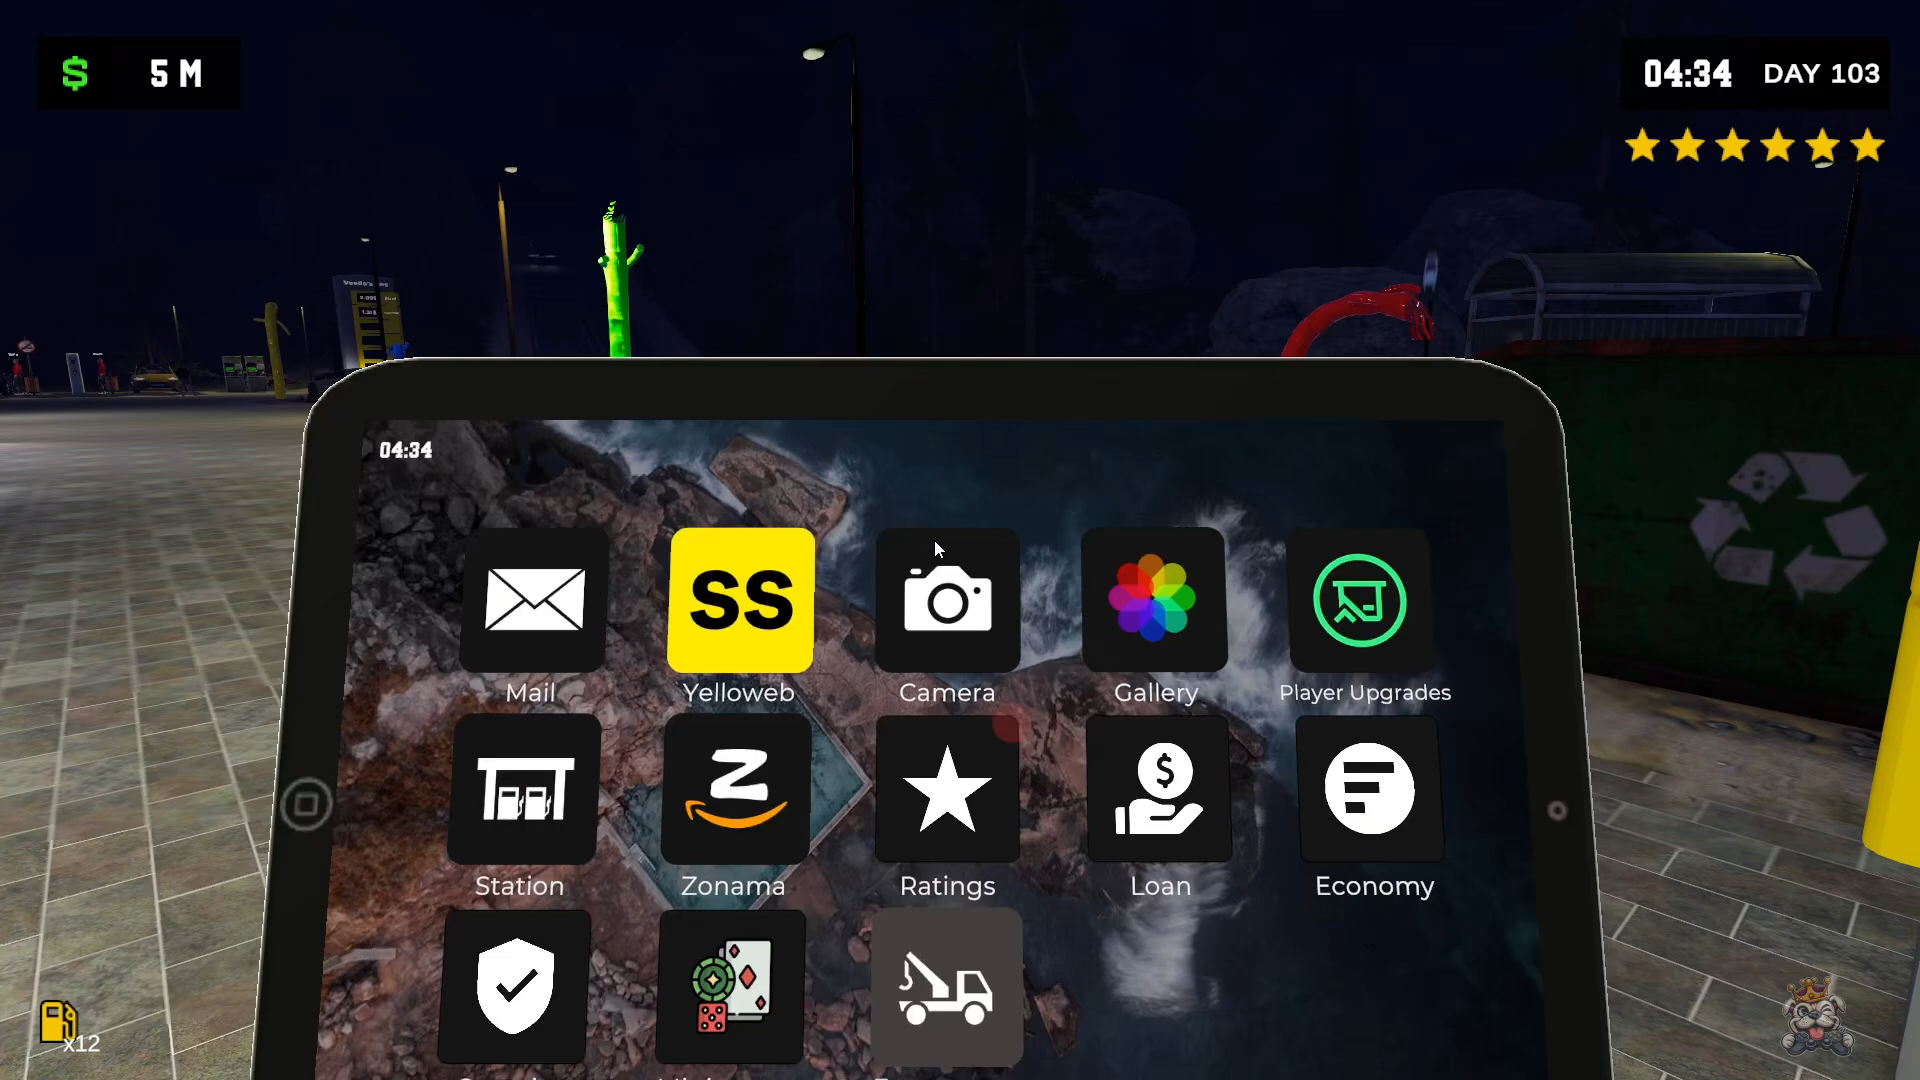 $ 5 M
04:34 DAY 103
04:34
SS
Mail Yelloweb Camera Gallery Player Upgrades
Z
$
Station Zonama Ratings Loan Economy
x12